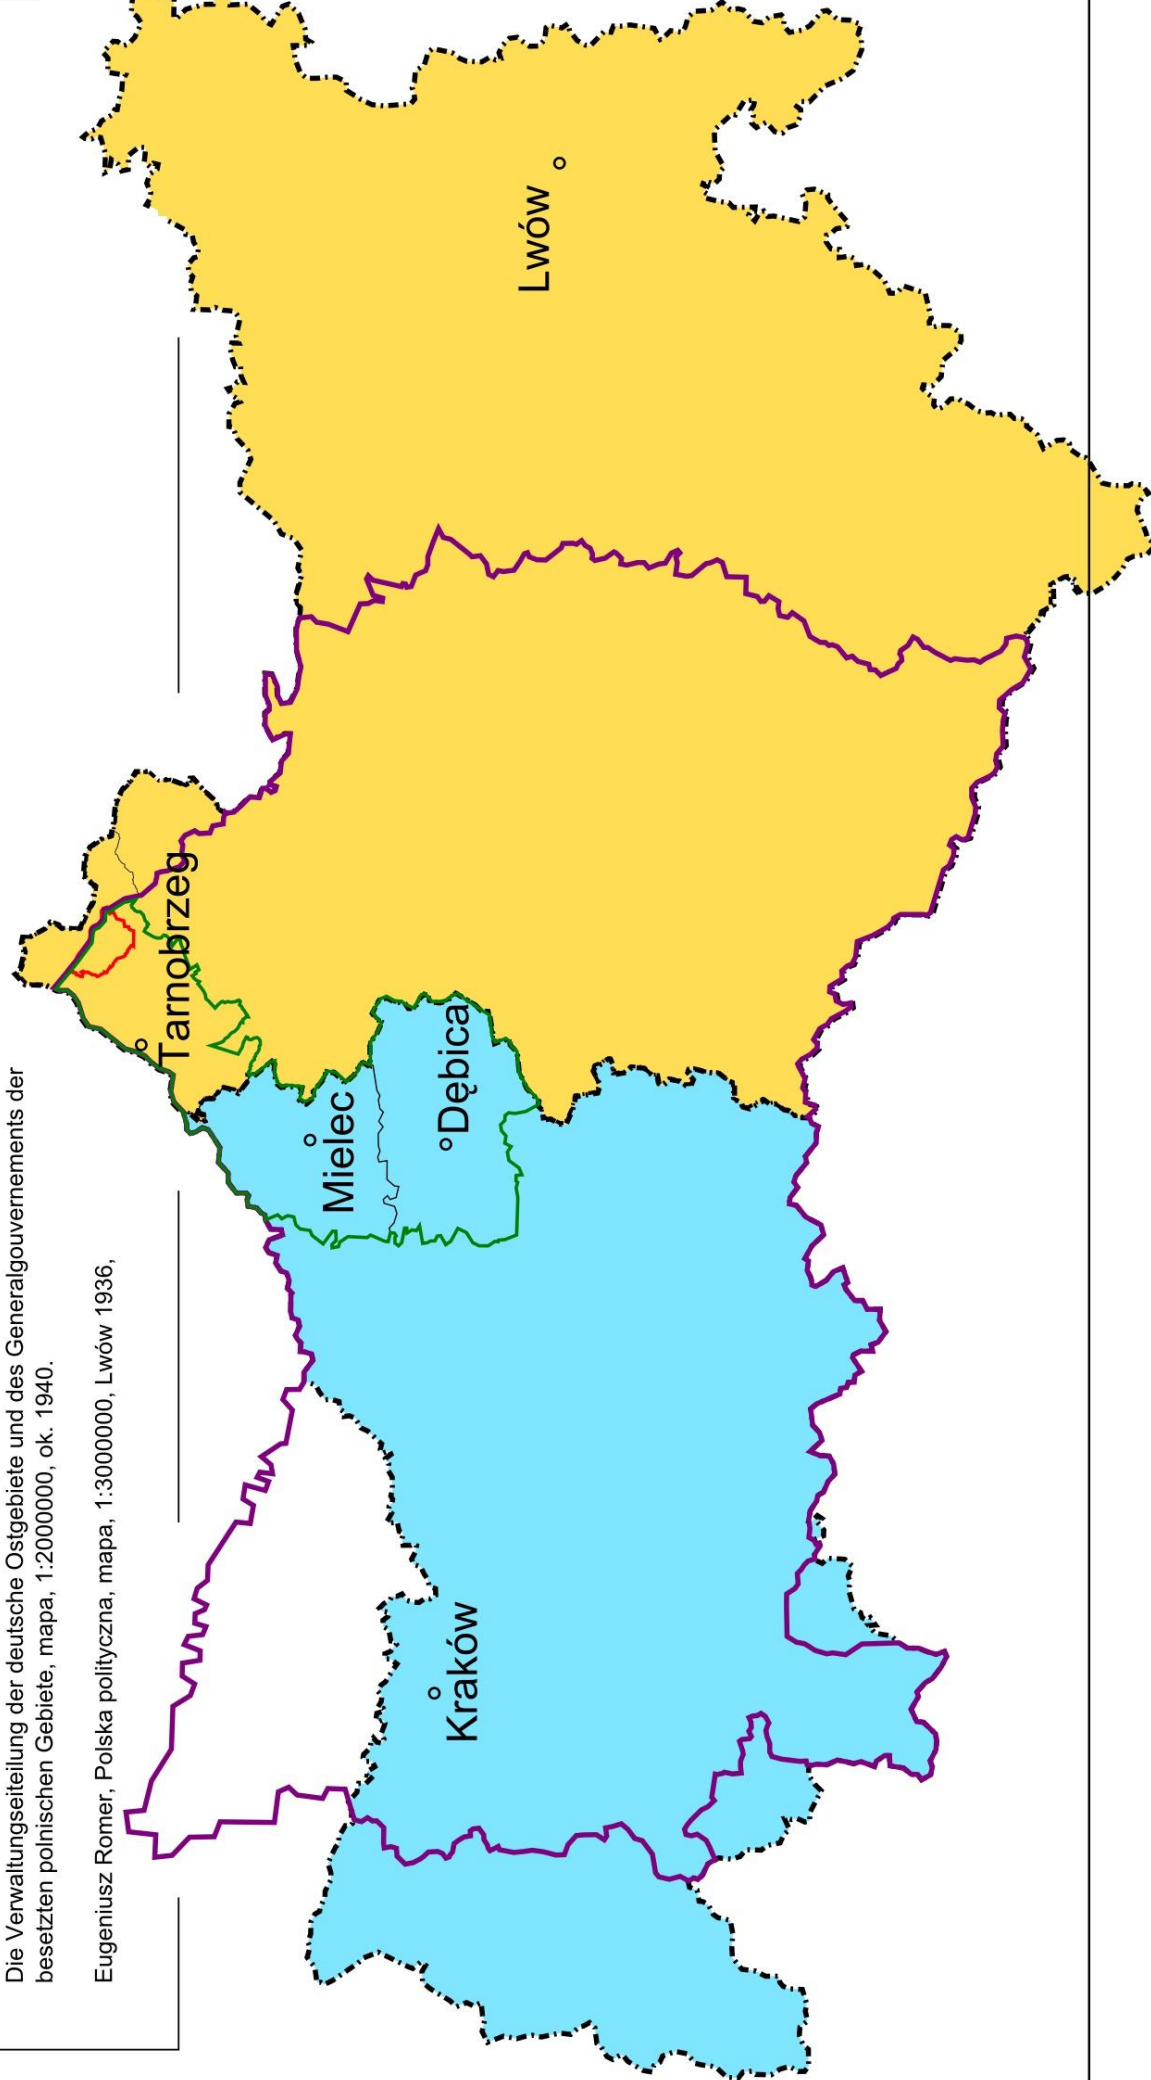 Die Verwaltungseiteilung der deutsche Ostgebiete und des Generalgouvernements der
besetzten polnischen Gebiete, mapa, 1:2000000, ok. 1940.
Eugeniusz Romer, Polska polityczna, mapa, 1:3000000, Lwów 1936,
Tarnobrzeg
Mielec
Dębica
Kraków
Lwów